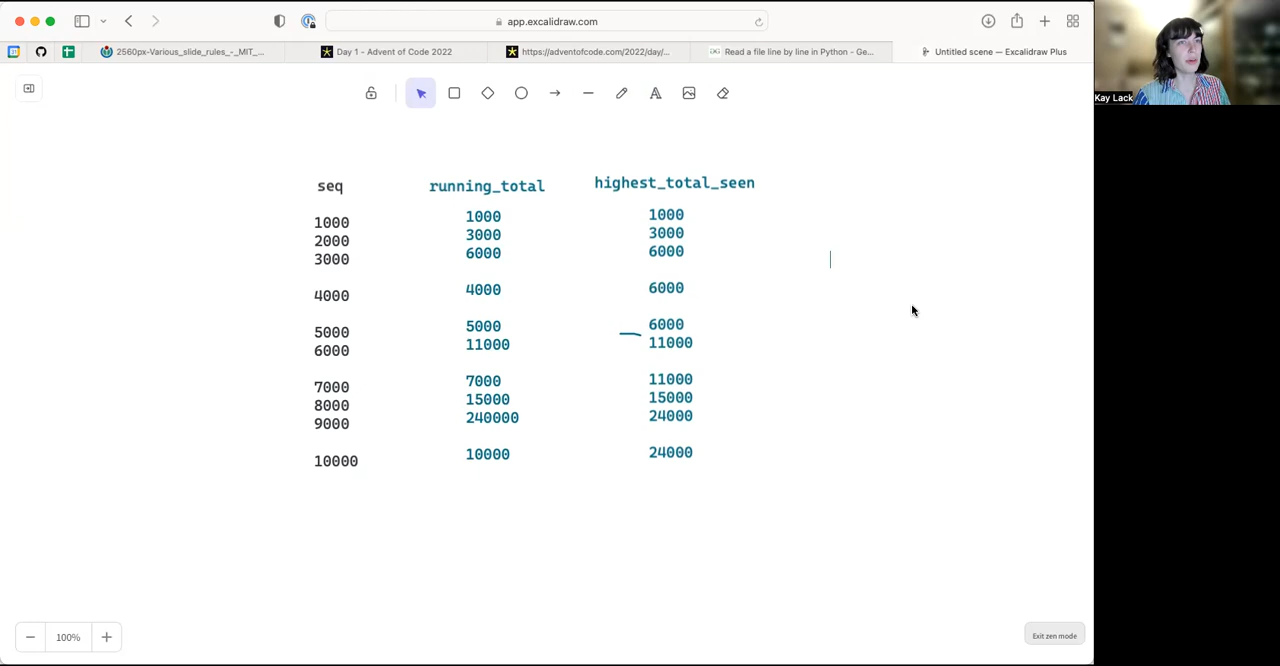 app.excalidraw.com
2560px-Various_slide_rules_-_MIT_...
Day 1 - Advent of Code 2022
https://adventofcode.com/2022/day/...
Read a file line by line in Python - Ge...
Untitled scene — Excalidraw Plus
Kay Lack
seq running_total highest_total_seen
1000 1000 1000
2000 3000 3000
3000 6000 6000
4000 4000 6000
5000 5000 6000
6000 11000 11000
7000 7000 11000
8000 15000 15000
9000 240000 24000
10000 10000 24000
100%
Exit zen mode